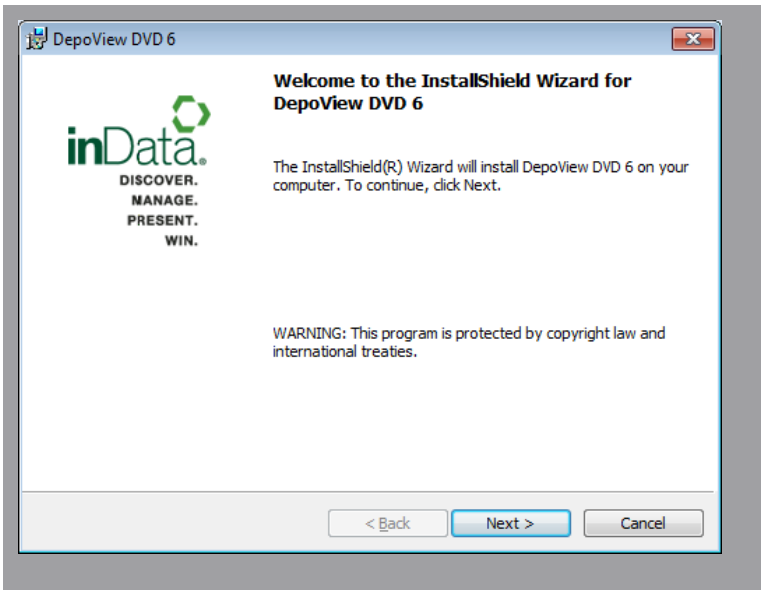 DepoView DVD 6
Welcome to the InstallShield Wizard for
DepoView DVD 6
inData®
DISCOVER.
MANAGE.
PRESENT.
WIN.
The InstallShield(R) Wizard will install DepoView DVD 6 on your
computer. To continue, click Next.
WARNING: This program is protected by copyright law and
international treaties.
< Back
Next >
Cancel